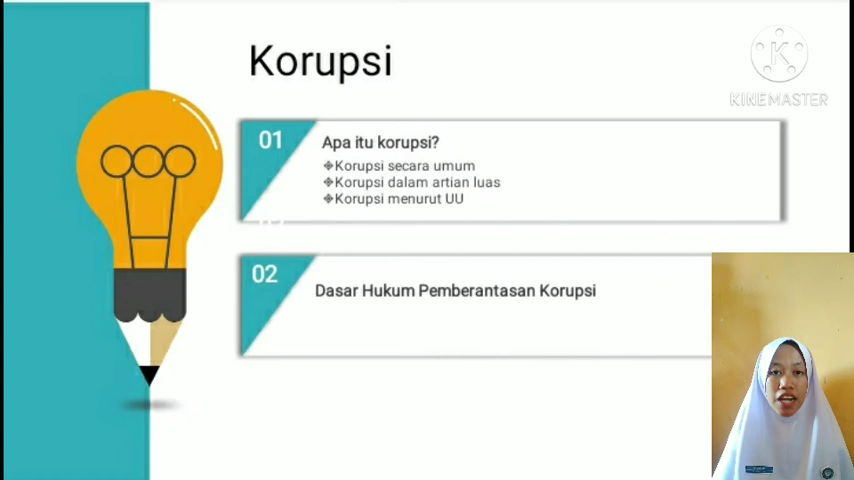 Korupsi
KINEMASTER
01
Apa itu korupsi?
❖Korupsi secara umum
❖Korupsi dalam artian luas
❖Korupsi menurut UU
02
Dasar Hukum Pemberantasan Korupsi